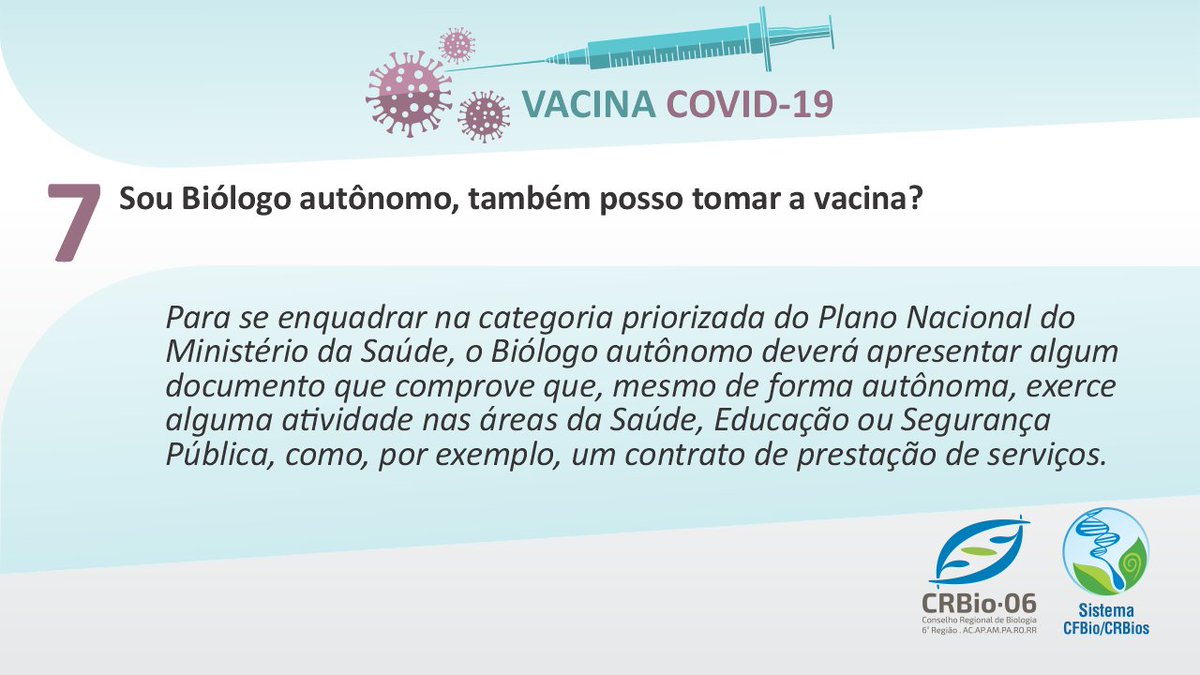 VACINA COVID-19
7
Sou Biólogo autônomo, também posso tomar a vacina?
Para se enquadrar na categoria priorizada do Plano Nacional do
Ministério da Saúde, o Biólogo autônomo deverá apresentar algum
documento que comprove que, mesmo de forma autônoma, exerce
alguma atividade nas áreas da Saúde, Educação ou Segurança
Pública, como, por exemplo, um contrato de prestação de serviços.
CRBio·06
Conselho Regional de Biologia
6ª Região . AC.AP.AM.PA.RO.RR
Sistema
CFBio/CRBios